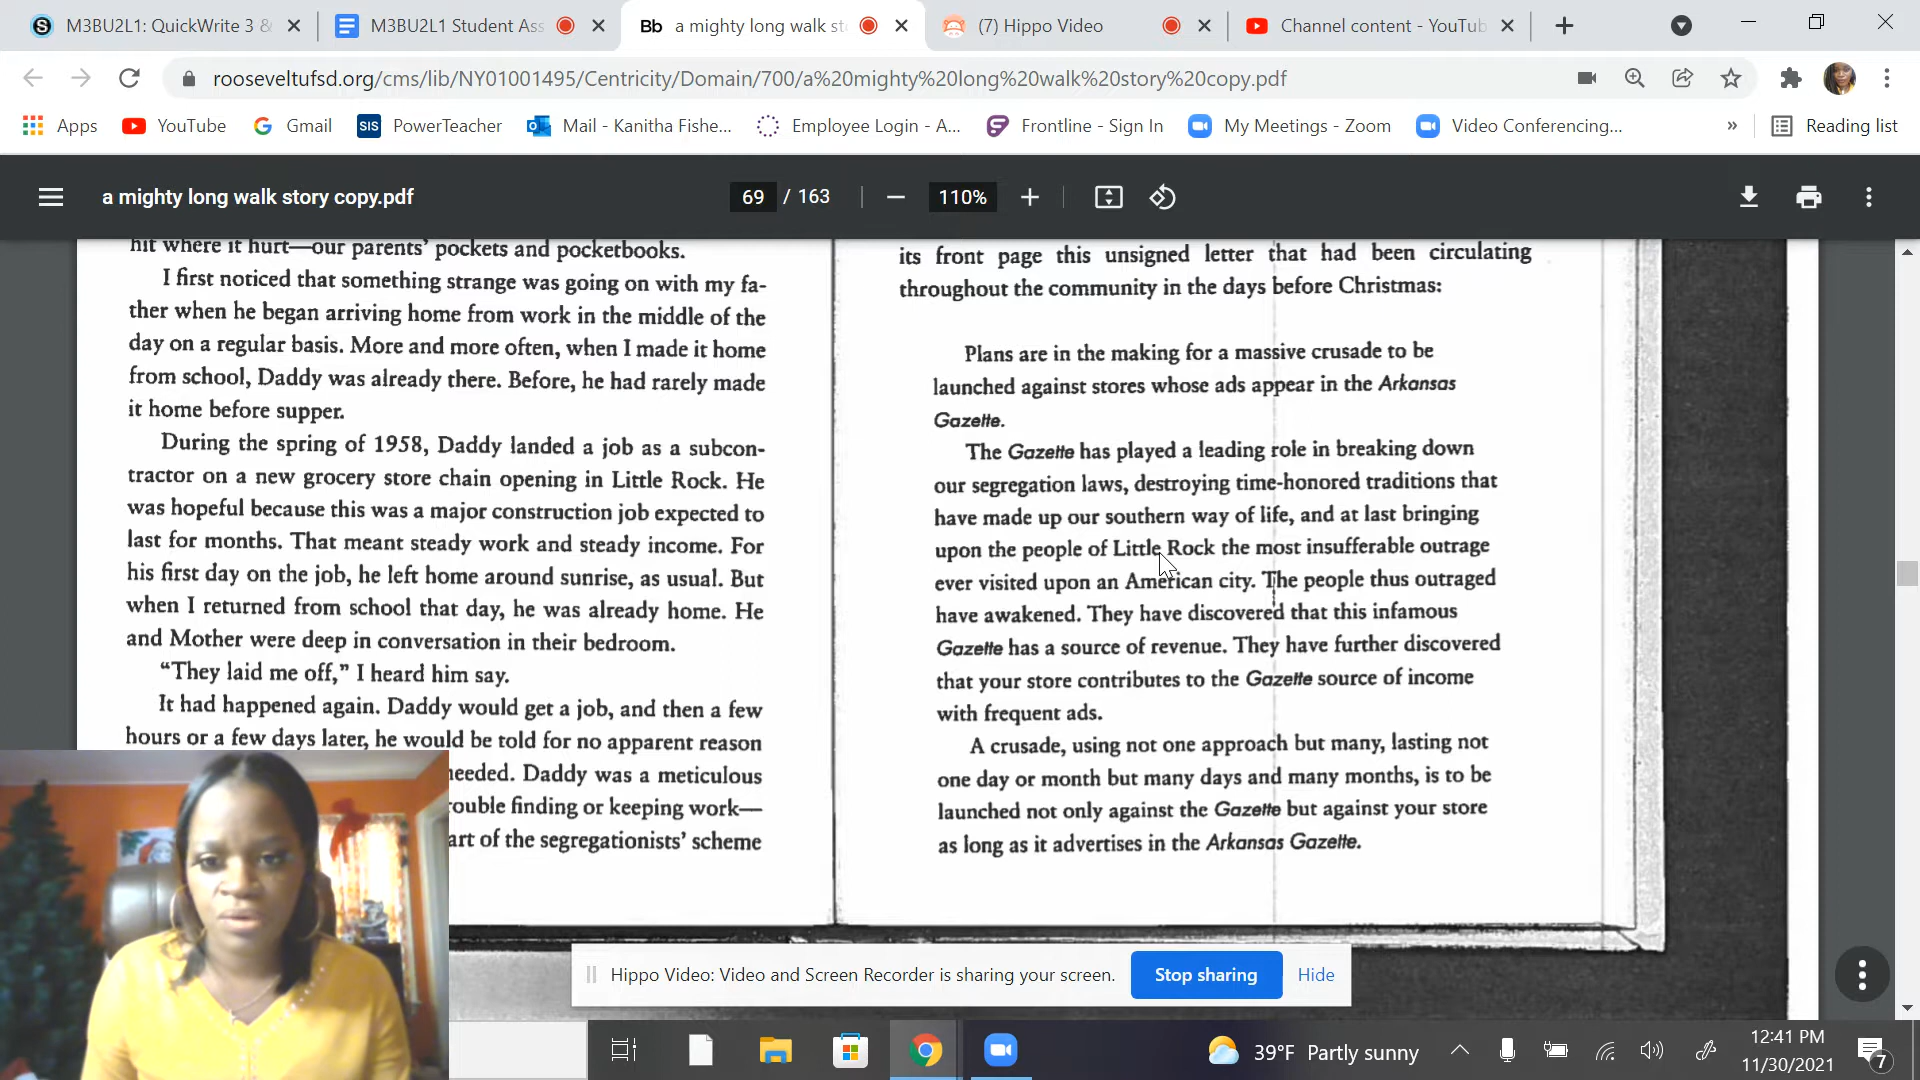 M3BU2L1: QuickWrite 3 &
M3BU2L1 Student Ass
Bb a mighty long walk sto
(7) Hippo Video
Channel content - YouTub
rooseveltufsd.org/cms/lib/NY01001495/Centricity/Domain/700/a%20mighty%20long%20walk%20story%20copy.pdf
Apps
YouTube
Gmail
SIS PowerTeacher
Mail - Kanitha Fishe...
Employee Login - A...
Frontline - Sign In
My Meetings - Zoom
Video Conferencing...
»
Reading list
a mighty long walk story copy.pdf
69 / 163
110%
hit where it hurt—our parents' pockets and pocketbooks.
I first noticed that something strange was going on with my fa-
ther when he began arriving home from work in the middle of the
day on a regular basis. More and more often, when I made it home
from school, Daddy was already there. Before, he had rarely made
it home before supper.
During the spring of 1958, Daddy landed a job as a subcon-
tractor on a new grocery store chain opening in Little Rock. He
was hopeful because this was a major construction job expected to
last for months. That meant steady work and steady income. For
his first day on the job, he left home around sunrise, as usual. But
when I returned from school that day, he was already home. He
and Mother were deep in conversation in their bedroom.
“They laid me off,” I heard him say.
It had happened again. Daddy would get a job, and then a few
hours or a few days later, he would be told for no apparent reason
needed. Daddy was a meticulous
rouble finding or keeping work—
art of the segregationists' scheme
its front page this unsigned letter that had been circulating
throughout the community in the days before Christmas:
Plans are in the making for a massive crusade to be
launched against stores whose ads appear in the Arkansas
Gazette.
The Gazette has played a leading role in breaking down
our segregation laws, destroying time-honored traditions that
have made up our southern way of life, and at last bringing
upon the people of Little Rock the most insufferable outrage
ever visited upon an American city. The people thus outraged
have awakened. They have discovered that this infamous
Gazette has a source of revenue. They have further discovered
that your store contributes to the Gazette source of income
with frequent ads.
A crusade, using not one approach but many, lasting not
one day or month but many days and many months, is to be
launched not only against the Gazette but against your store
as long as it advertises in the Arkansas Gazette.
Hippo Video: Video and Screen Recorder is sharing your screen.
Stop sharing
Hide
39°F Partly sunny
12:41 PM
11/30/2021
7